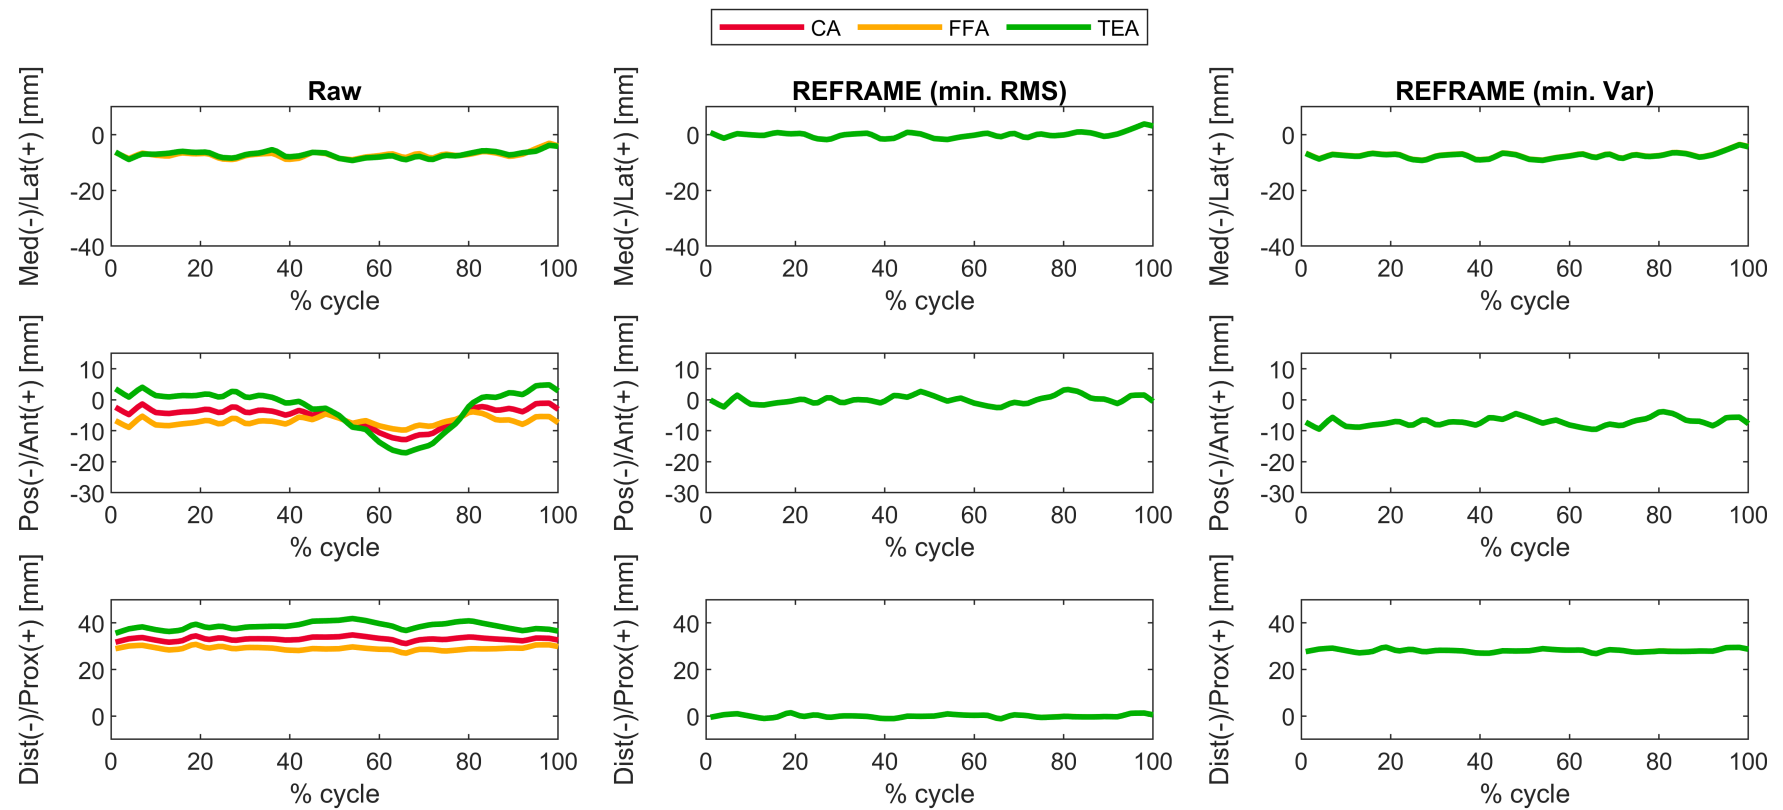 CA FFA TEA
Raw
REFRAME (min. RMS)
REFRAME (min. Var)
Med(-)/Lat(+) [mm]
0
-20
-40
0 20 40 60 80 100
% cycle
Med(-)/Lat(+) [mm]
0
-20
-40
0 20 40 60 80 100
% cycle
Med(-)/Lat(+) [mm]
0
-20
-40
0 20 40 60 80 100
% cycle
Pos(-)/Ant(+) [mm]
10
0
-10
-20
-30
0 20 40 60 80 100
% cycle
Pos(-)/Ant(+) [mm]
10
0
-10
-20
-30
0 20 40 60 80 100
% cycle
Pos(-)/Ant(+) [mm]
10
0
-10
-20
-30
0 20 40 60 80 100
% cycle
Dist(-)/Prox(+) [mm]
40
20
0
0 20 40 60 80 100
% cycle
Dist(-)/Prox(+) [mm]
40
20
0
0 20 40 60 80 100
% cycle
Dist(-)/Prox(+) [mm]
40
20
0
0 20 40 60 80 100
% cycle